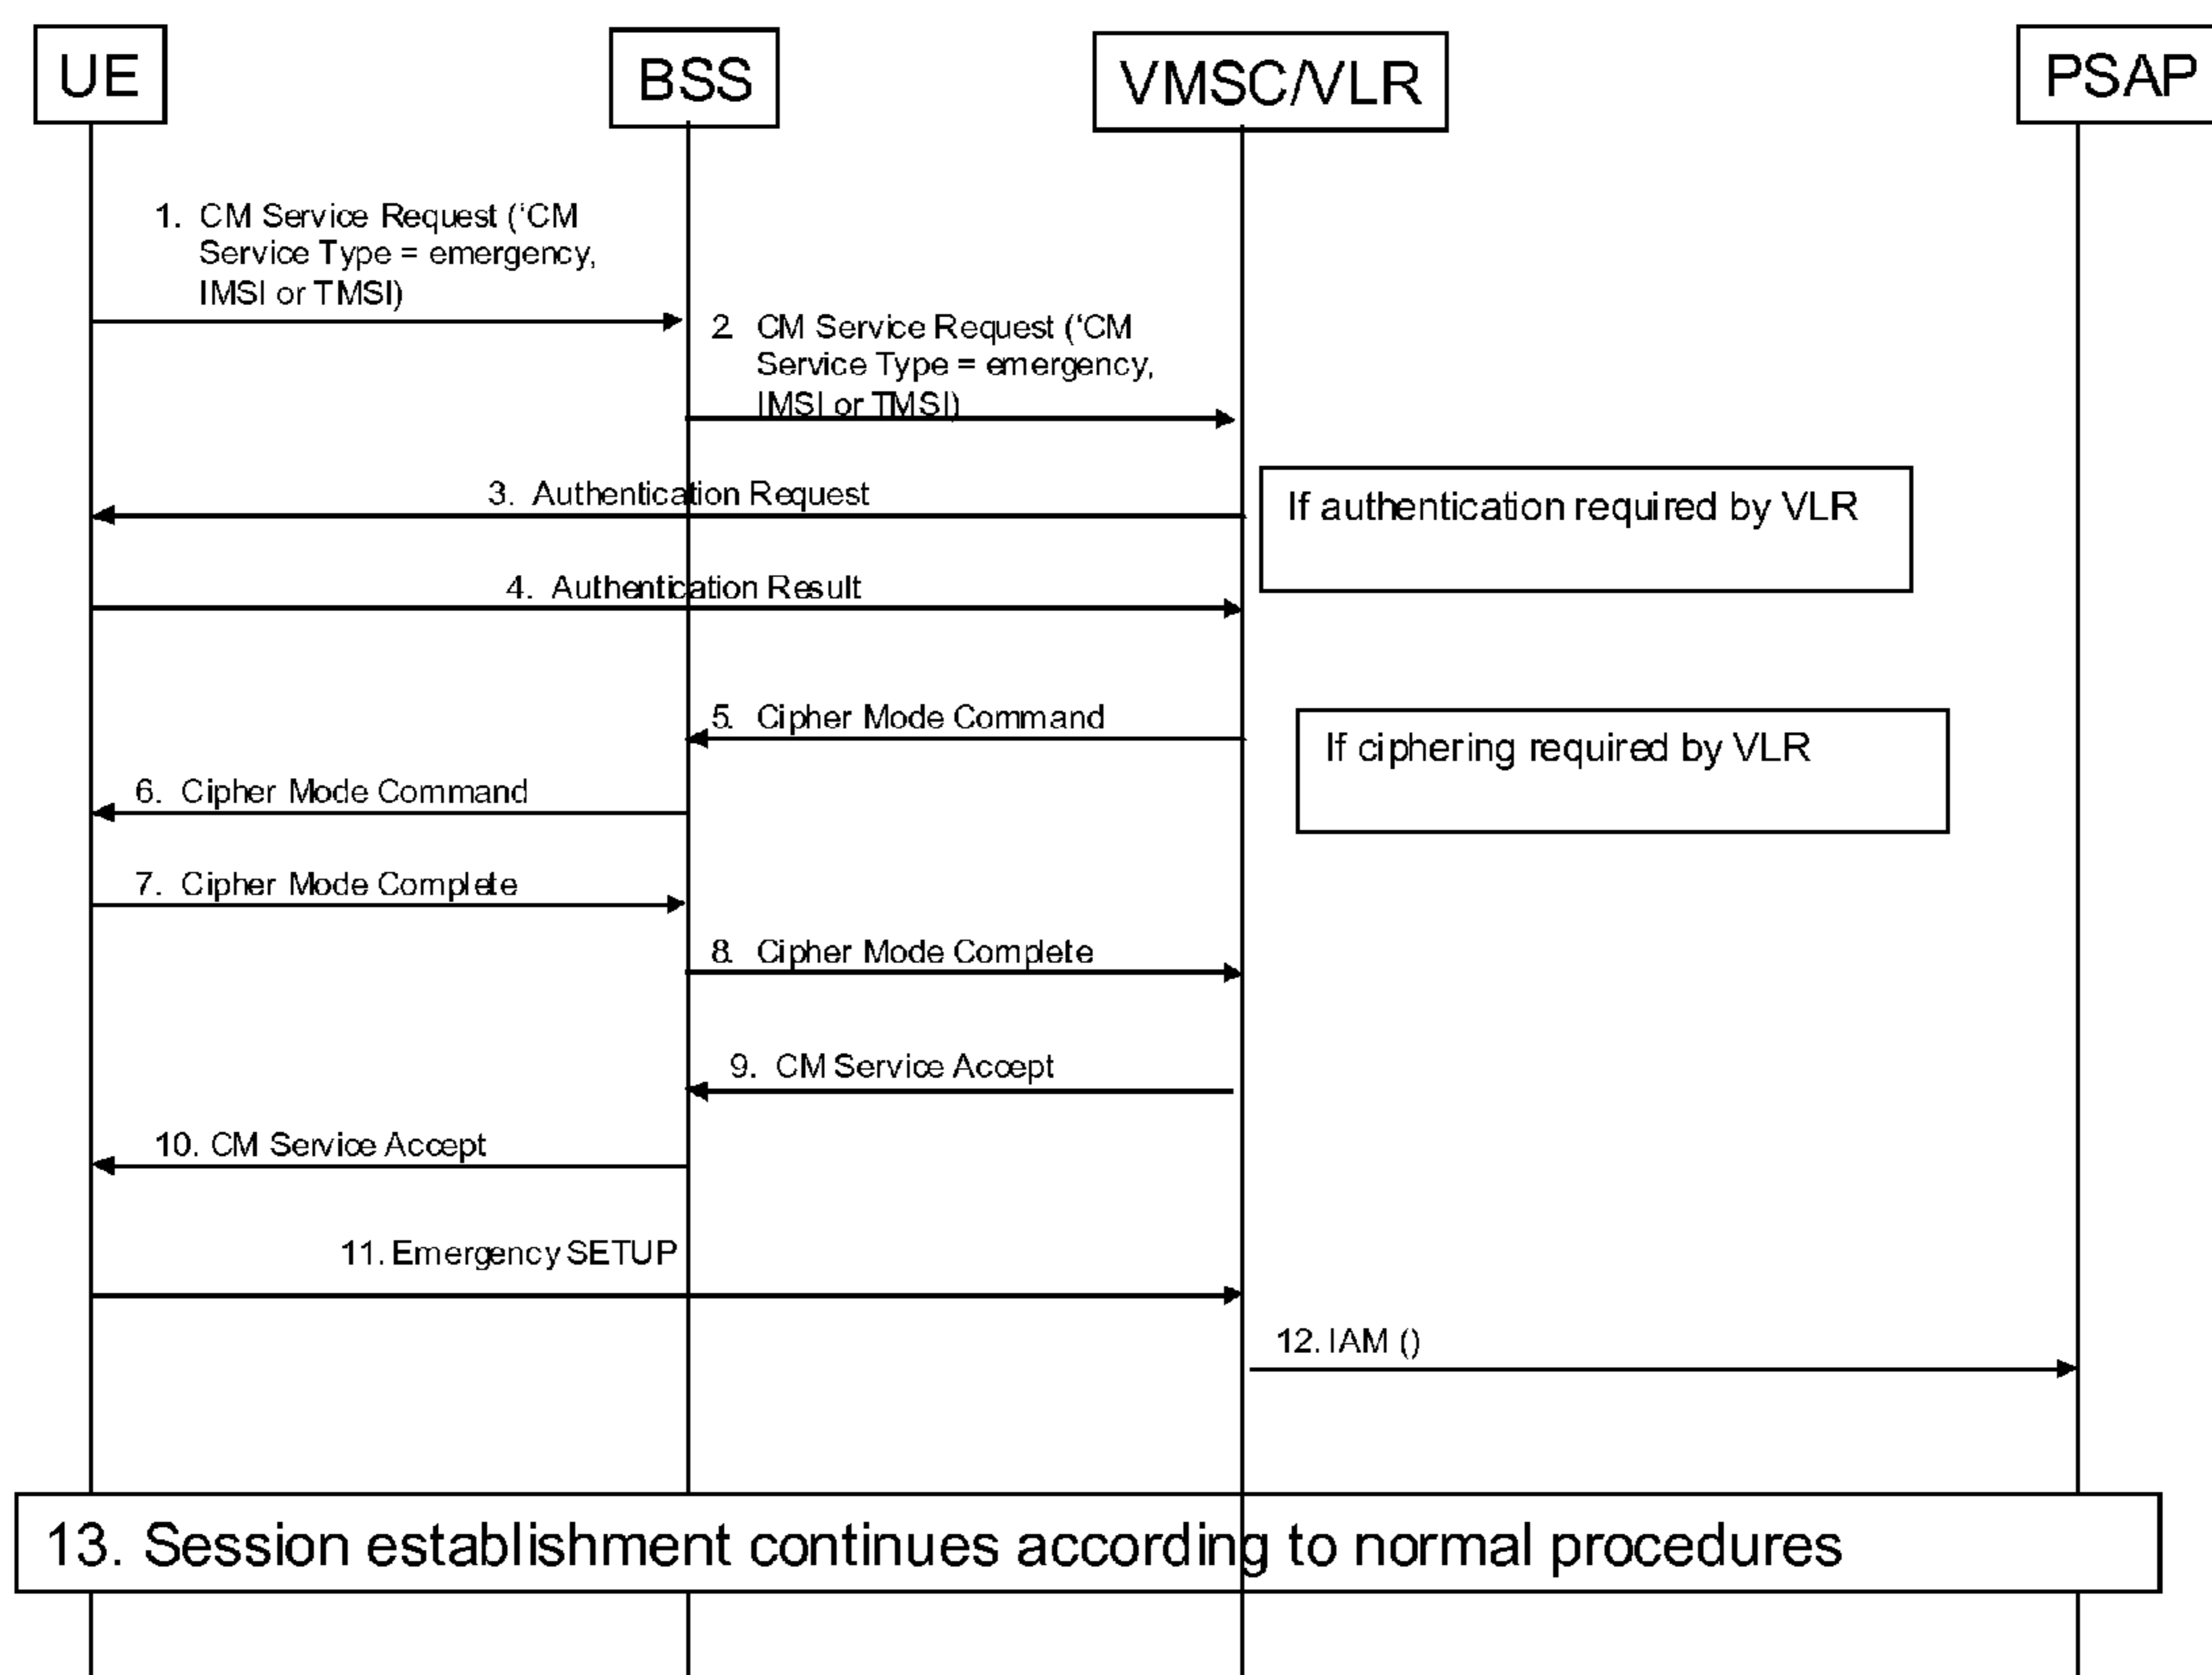 UE
BSS
VMSC/VLR
PSAP
1. CM Service Request (‘CM
Service Type = emergency,
IMSI or TMSI)
2 CM Service Request (‘CM
Service Type = emergency,
IMSI or TMSI)
3. Authentication Request
If authentication required by VLR
4. Authentication Result
5. Cipher Mode Command
If ciphering required by VLR
6. Cipher Mode Command
7. Cipher Mode Complete
8. Cipher Mode Complete
9. CM Service Accept
10. CM Service Accept
11. Emergency SETUP
12. IAM ()
13. Session establishment continues according to normal procedures